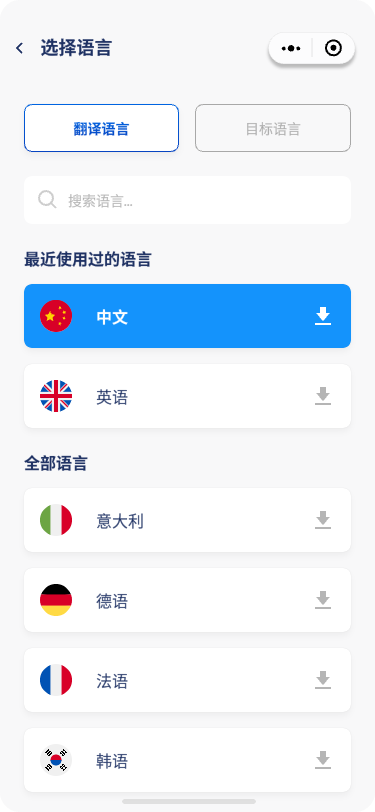 选择语言
翻译语言
目标语言
搜索语言...
最近使用过的语言
中文
英语
全部语言
意大利
德语
法语
韩语